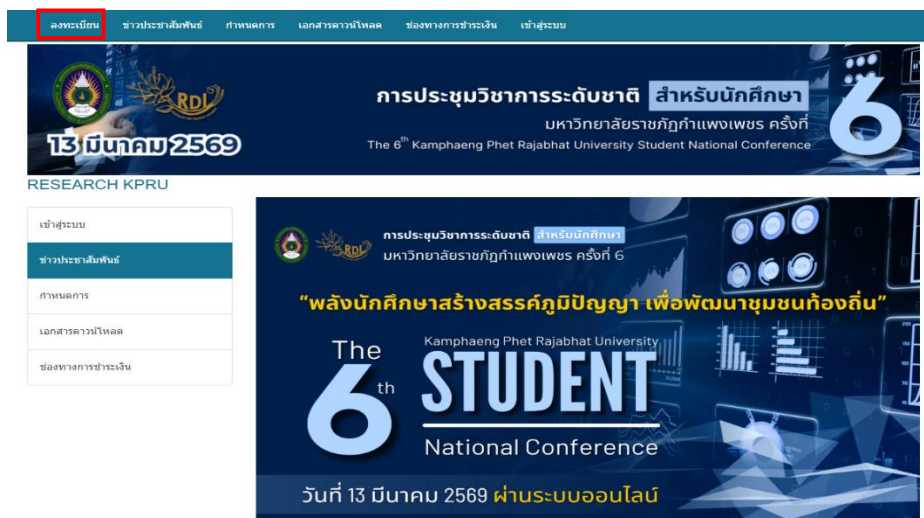 ลงทะเบียน ข่าวประชาสัมพันธ์ กำหนดการ เอกสารดาวน์โหลด ช่องทางการชำระเงิน เข้าสู่ระบบ
RDI
13 มีนาคม 2569
การประชุมวิชาการระดับชาติ สำหรับนักศึกษา
มหาวิทยาลัยราชภัฏกำแพงเพชร ครั้งที่
The 6th Kamphaeng Phet Rajabhat University Student National Conference
6
RESEARCH KPRU
เข้าสู่ระบบ
ข่าวประชาสัมพันธ์
กำหนดการ
เอกสารดาวน์โหลด
ช่องทางการชำระเงิน
RDI
การประชุมวิชาการระดับชาติ สำหรับนักศึกษา
มหาวิทยาลัยราชภัฏกำแพงเพชร ครั้งที่ 6
“พลังนักศึกษาสร้างสรรค์ภูมิปัญญา เพื่อพัฒนาชุมชนท้องถิ่น”
The 6th
Kamphaeng Phet Rajabhat University
STUDENT
National Conference
วันที่ 13 มีนาคม 2569 ผ่านระบบออนไลน์